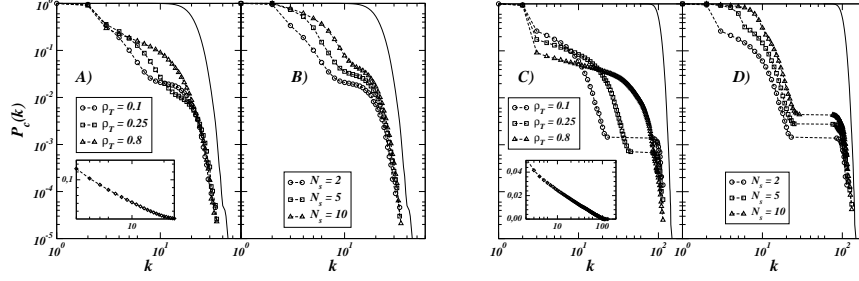 10^0
10^-1
10^-2
10^-3
10^-4
10^-5
P_c(k)
A)
ρ_T = 0.1
ρ_T = 0.25
ρ_T = 0.8
0,1
10
10^0
10^1
k
B)
N_s = 2
N_s = 5
N_s = 10
10^0
10^1
k
C)
ρ_T = 0.1
ρ_T = 0.25
ρ_T = 0.8
0,04
0,02
0,00
10
100
10^0
10^1
10^2
k
D)
N_s = 2
N_s = 5
N_s = 10
10^0
10^1
10^2
k